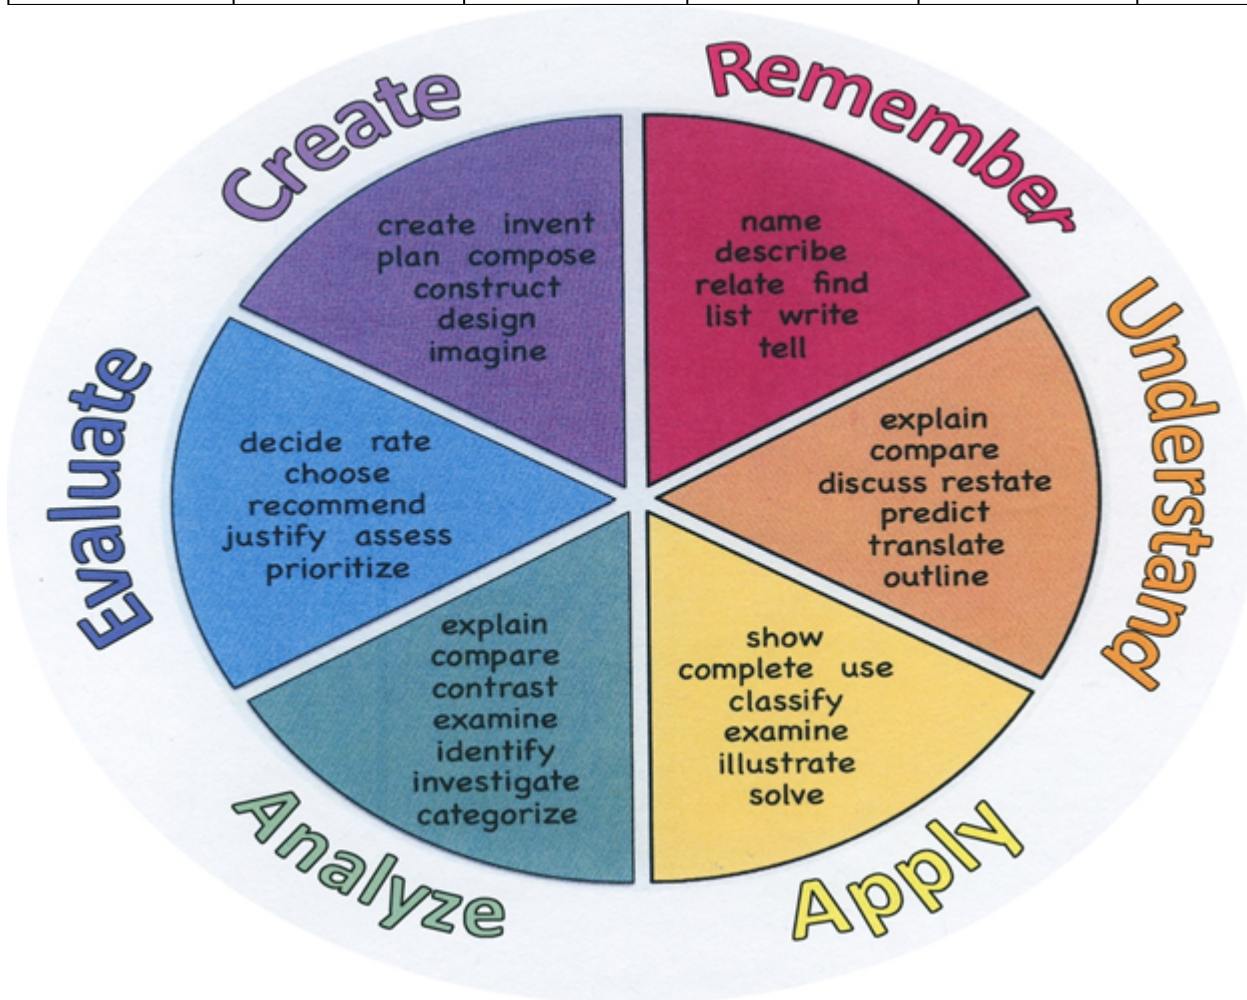 Remember
name
describe
relate find
list write
tell
Understand
explain
compare
discuss restate
predict
translate
outline
Apply
show
complete use
classify
examine
illustrate
solve
Analyze
explain
compare
contrast
examine
identify
investigate
categorize
Evaluate
decide rate
choose
recommend
justify assess
prioritize
Create
create invent
plan compose
construct
design
imagine